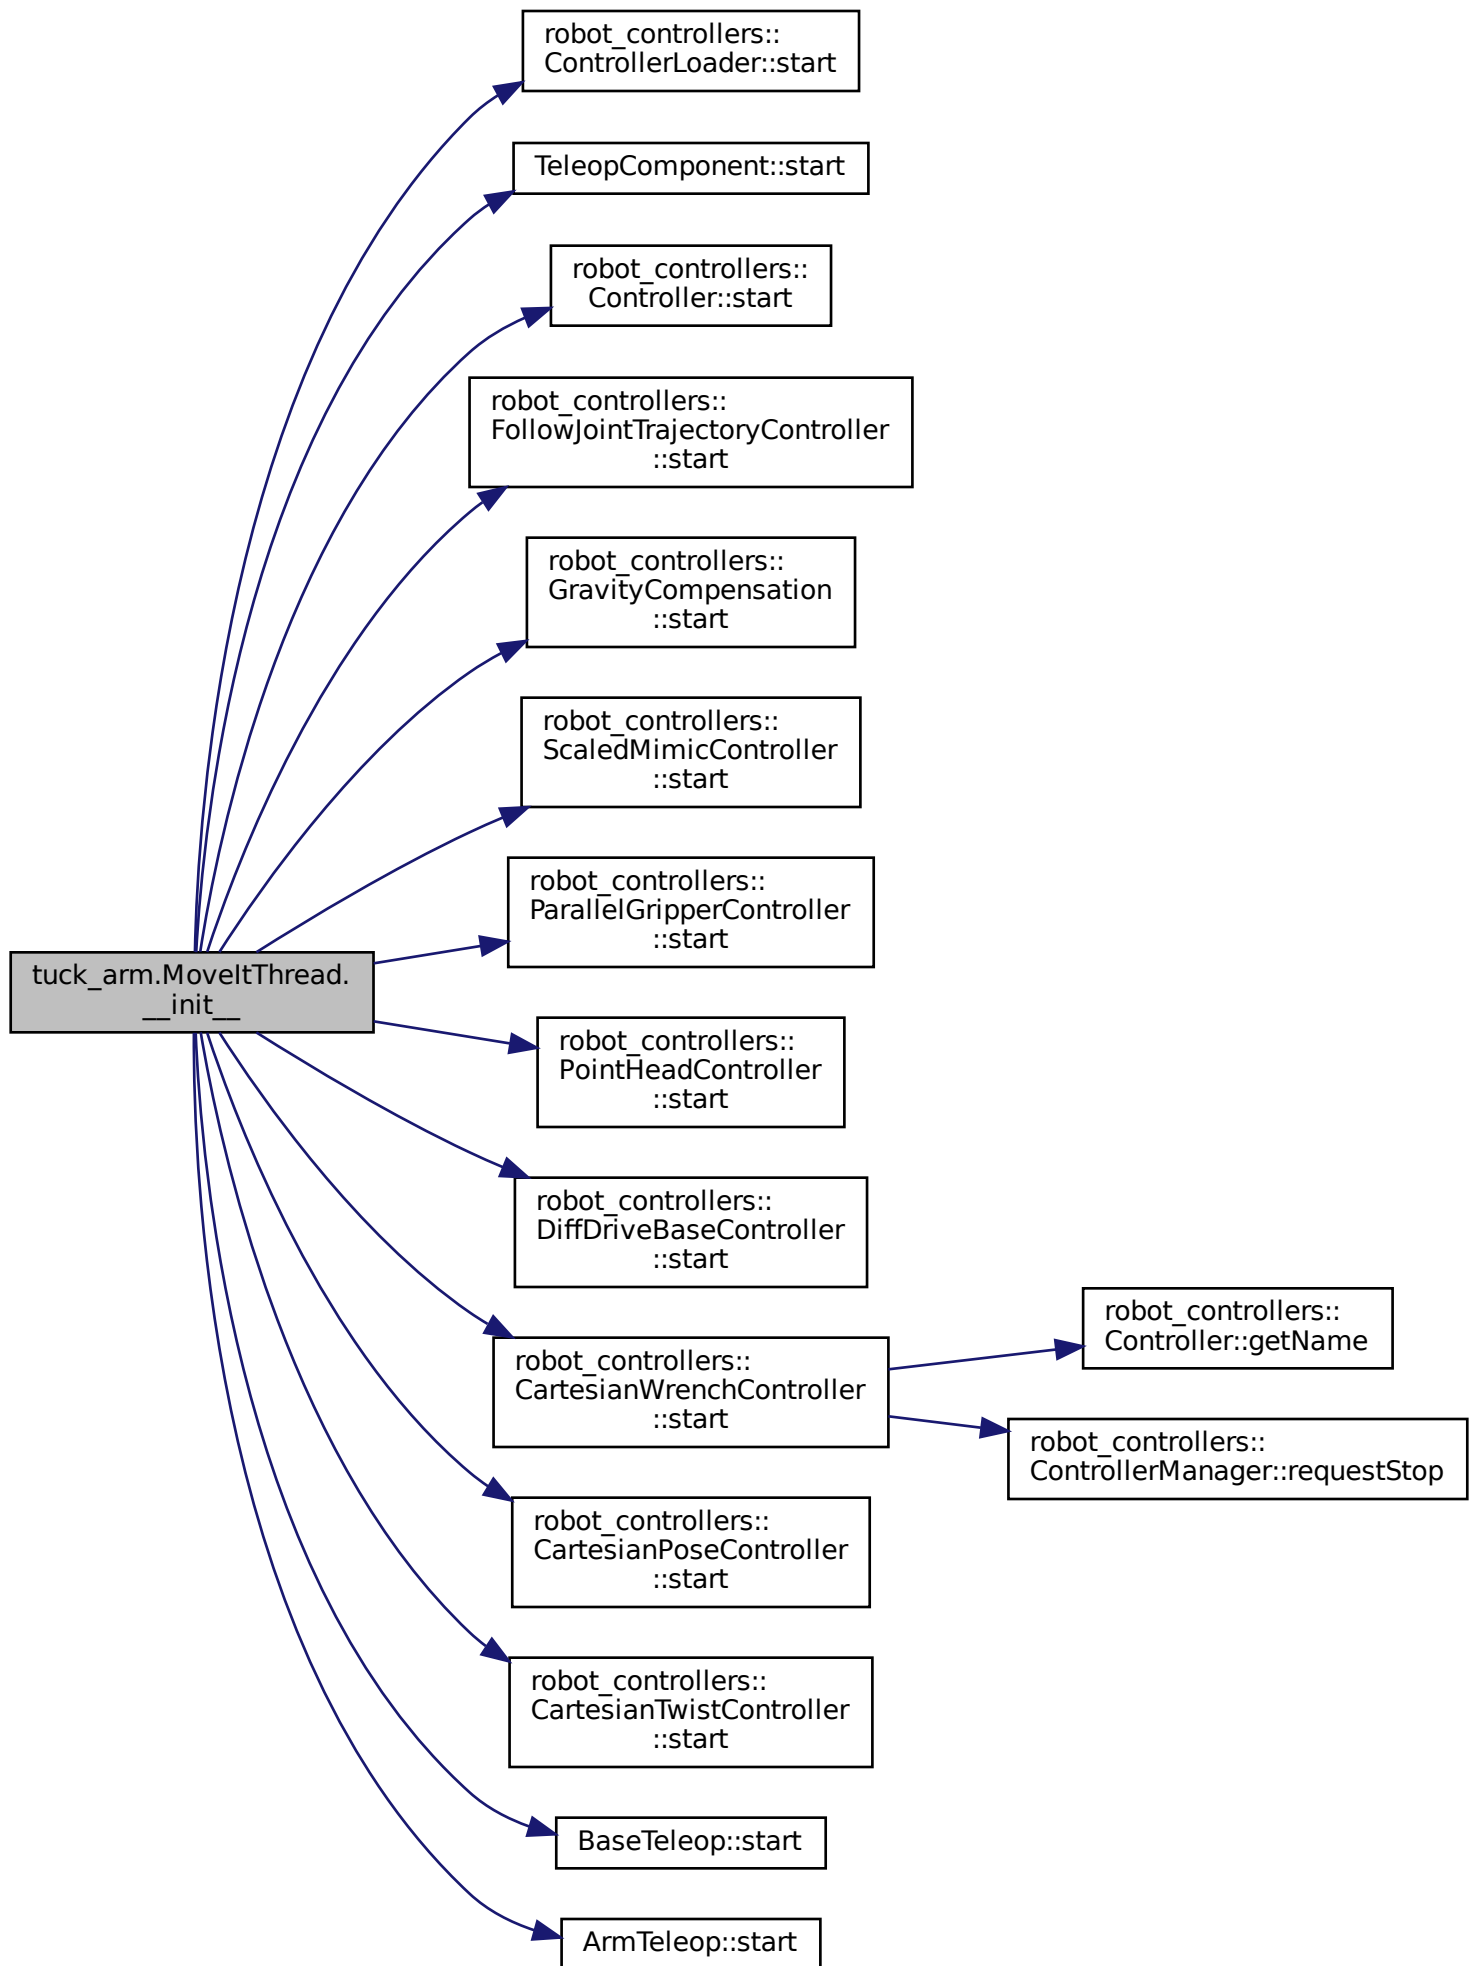 robot_controllers::
ControllerLoader::start
TeleopComponent::start
robot_controllers::
Controller::start
robot_controllers::
FollowJointTrajectoryController
::start
robot_controllers::
GravityCompensation
::start
robot_controllers::
ScaledMimicController
::start
robot_controllers::
ParallelGripperController
::start
tuck_arm.MoveItThread.
__init__
robot_controllers::
PointHeadController
::start
robot_controllers::
DiffDriveBaseController
::start
robot_controllers::
CartesianWrenchController
::start
robot_controllers::
Controller::getName
robot_controllers::
ControllerManager::requestStop
robot_controllers::
CartesianPoseController
::start
robot_controllers::
CartesianTwistController
::start
BaseTeleop::start
ArmTeleop::start